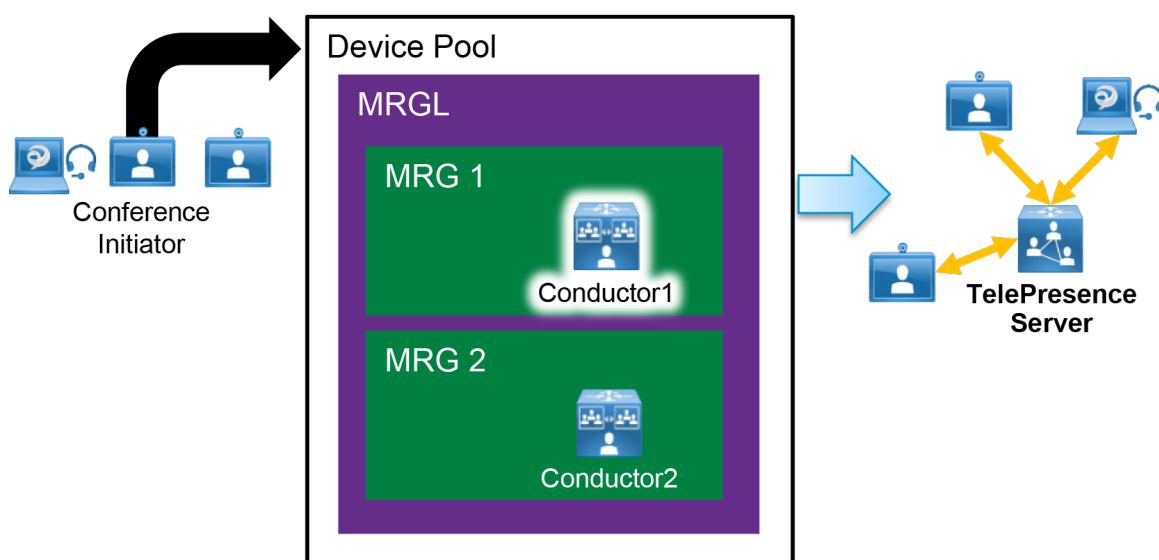 Device Pool
MRGL
MRG 1
Conductor1
MRG 2
Conductor2
Conference
Initiator
TelePresence
Server